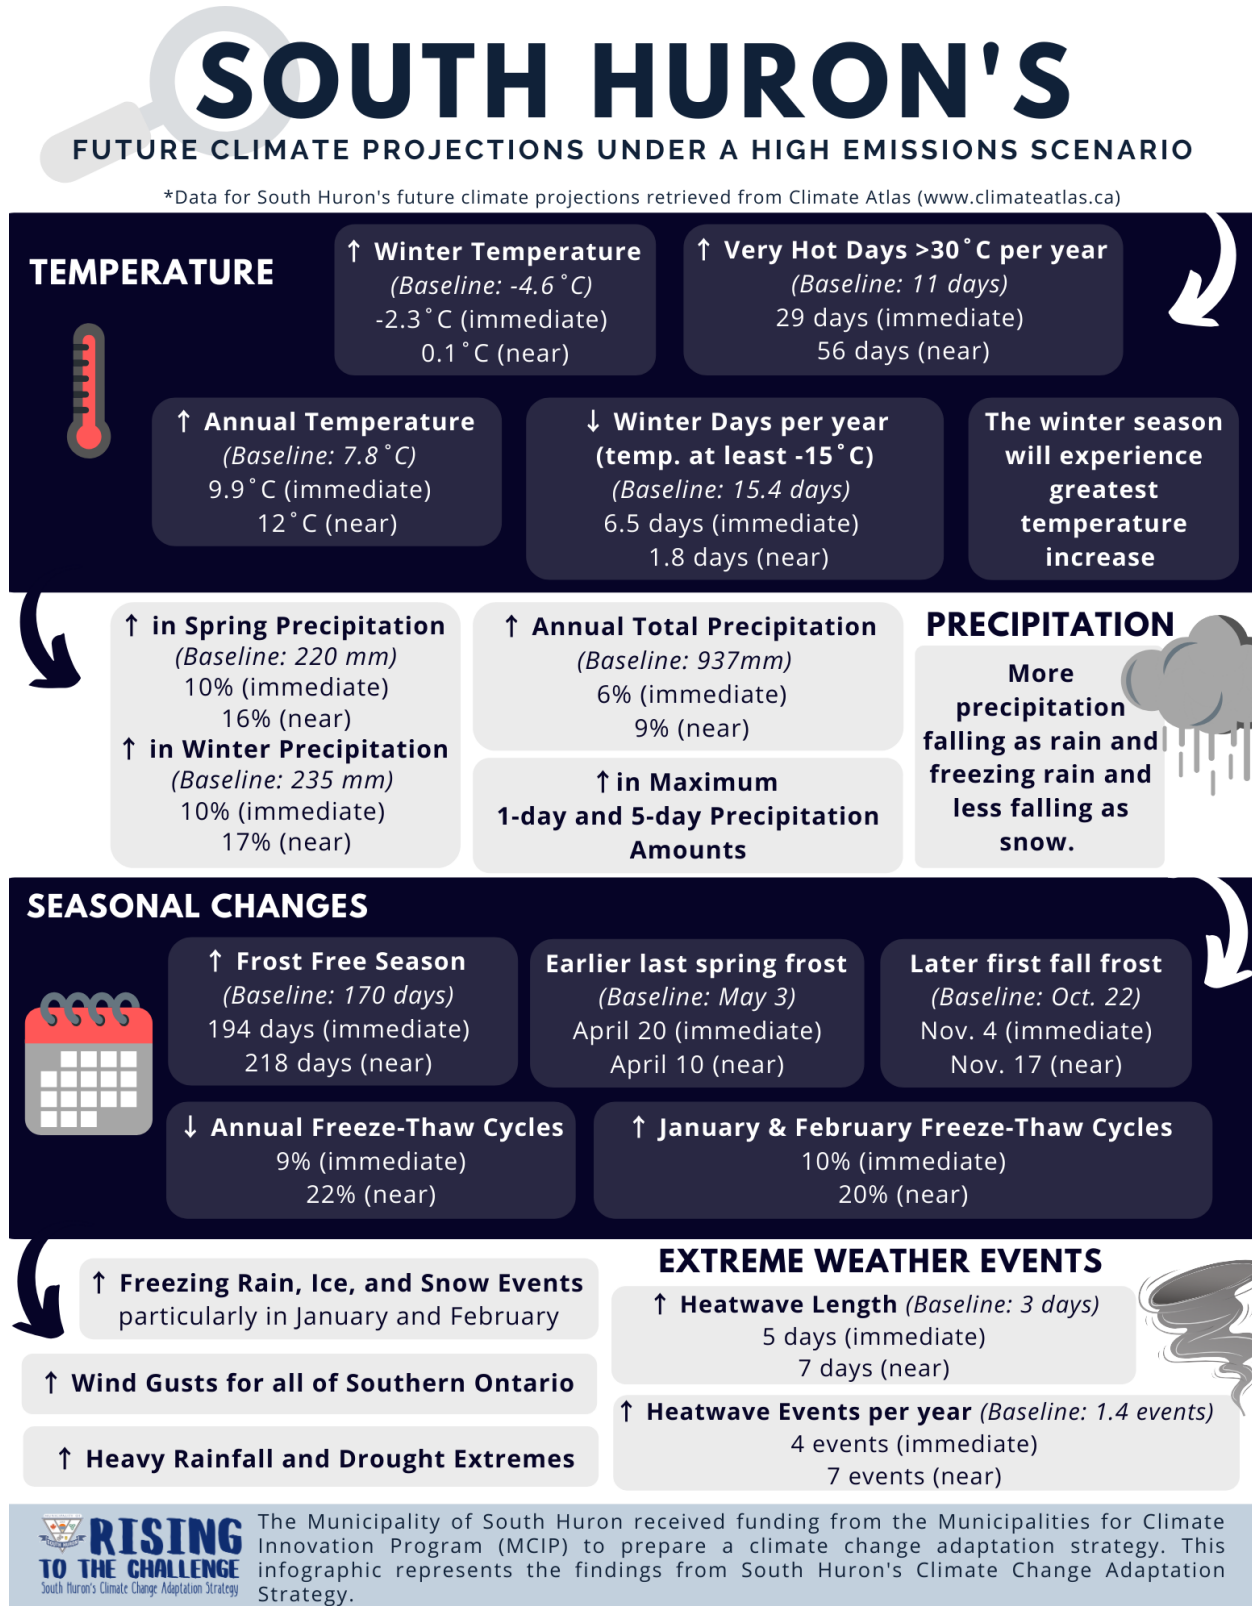 SOUTH HURON'S
FUTURE CLIMATE PROJECTIONS UNDER A HIGH EMISSIONS SCENARIO
*Data for South Huron's future climate projections retrieved from Climate Atlas (www.climateatlas.ca)
TEMPERATURE
↑ Winter Temperature
(Baseline: -4.6˚C)
-2.3˚C (immediate)
0.1˚C (near)
↑ Very Hot Days >30˚C per year
(Baseline: 11 days)
29 days (immediate)
56 days (near)
↑ Annual Temperature
(Baseline: 7.8˚C)
9.9˚C (immediate)
12˚C (near)
↓ Winter Days per year
(temp. at least -15˚C)
(Baseline: 15.4 days)
6.5 days (immediate)
1.8 days (near)
The winter season
will experience
greatest
temperature
increase
↑ in Spring Precipitation
(Baseline: 220 mm)
10% (immediate)
16% (near)
↑ in Winter Precipitation
(Baseline: 235 mm)
10% (immediate)
17% (near)
↑ Annual Total Precipitation
(Baseline: 937mm)
6% (immediate)
9% (near)
↑ in Maximum
1-day and 5-day Precipitation
Amounts
PRECIPITATION
More
precipitation
falling as rain and
freezing rain and
less falling as
snow.
SEASONAL CHANGES
↑ Frost Free Season
(Baseline: 170 days)
194 days (immediate)
218 days (near)
Earlier last spring frost
(Baseline: May 3)
April 20 (immediate)
April 10 (near)
Later first fall frost
(Baseline: Oct. 22)
Nov. 4 (immediate)
Nov. 17 (near)
↓ Annual Freeze-Thaw Cycles
9% (immediate)
22% (near)
↑ January & February Freeze-Thaw Cycles
10% (immediate)
20% (near)
↑ Freezing Rain, Ice, and Snow Events
particularly in January and February
↑ Wind Gusts for all of Southern Ontario
↑ Heavy Rainfall and Drought Extremes
EXTREME WEATHER EVENTS
↑ Heatwave Length (Baseline: 3 days)
5 days (immediate)
7 days (near)
↑ Heatwave Events per year (Baseline: 1.4 events)
4 events (immediate)
7 events (near)
RISING
TO THE CHALLENGE
South Huron's Climate Change Adaptation Strategy
The Municipality of South Huron received funding from the Municipalities for Climate
Innovation Program (MCIP) to prepare a climate change adaptation strategy. This
infographic represents the findings from South Huron's Climate Change Adaptation
Strategy.